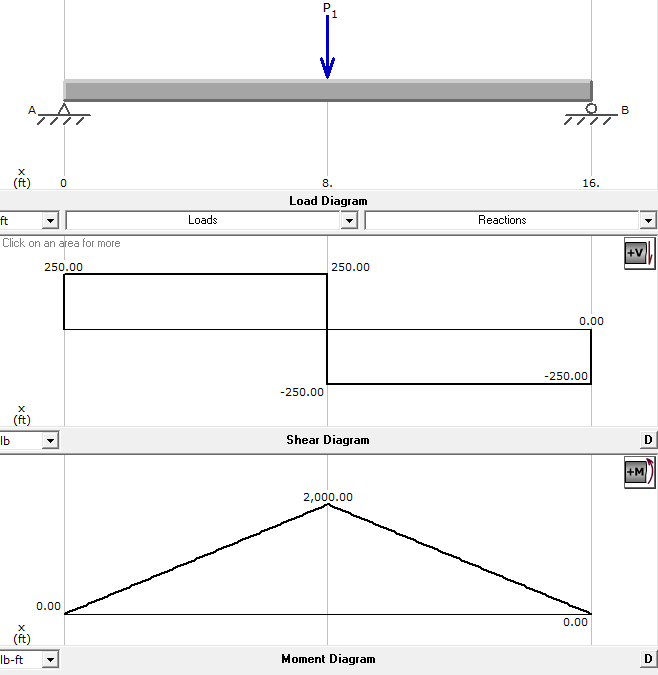 P1
A B
x
(ft) 0 8. 16.
Load Diagram
ft Loads Reactions
Click on an area for more
+V
250.00 250.00
0.00
-250.00
-250.00
x
(ft)
lb Shear Diagram D
+M
2,000.00
0.00
0.00
x
(ft)
lb-ft Moment Diagram D